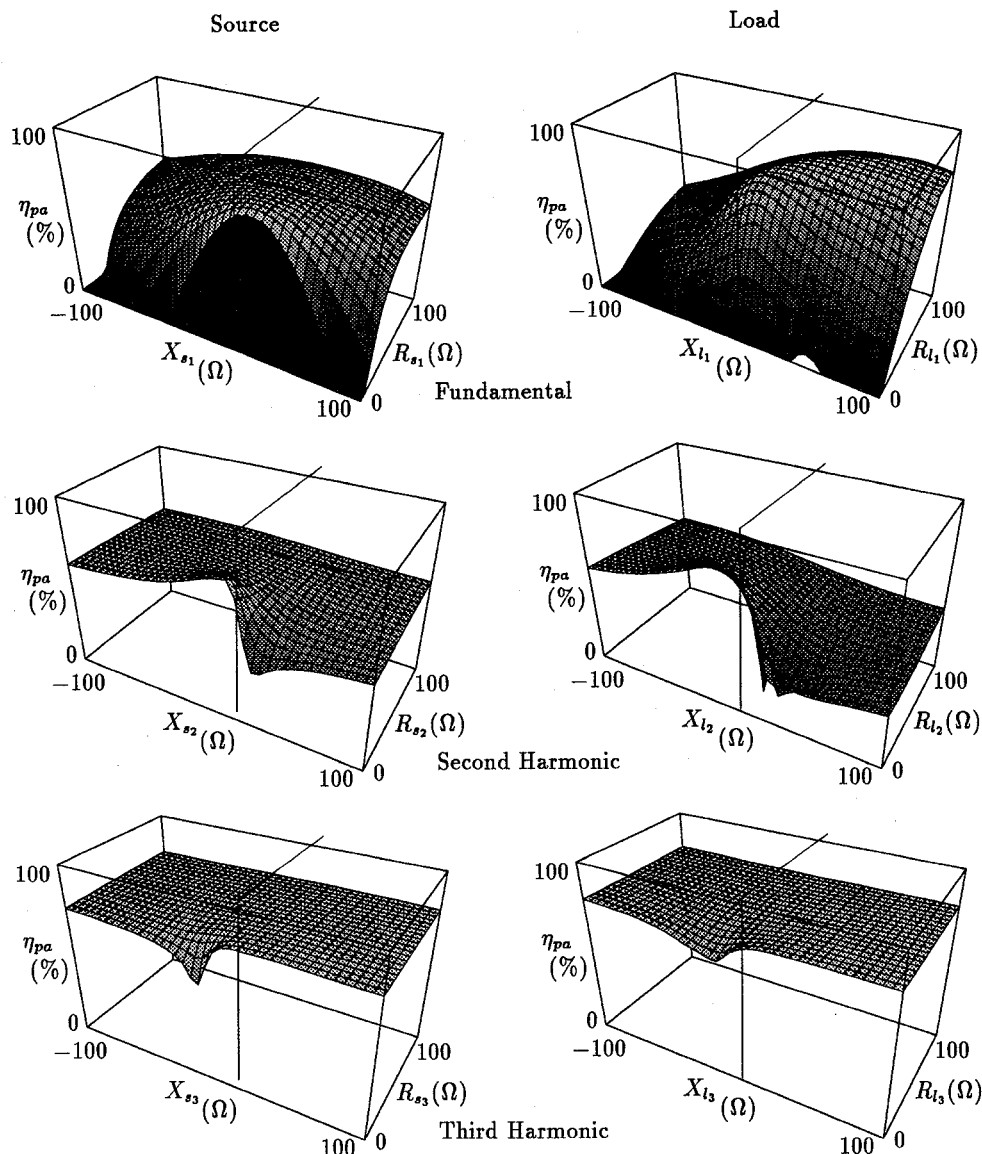 Source
Load
100
η_pa
(%)
0
−100
X_s1 (Ω)
100
0
R_s1 (Ω)
100
100
η_pa
(%)
0
−100
X_l1 (Ω)
100
0
R_l1 (Ω)
100
Fundamental
100
η_pa
(%)
0
−100
X_s2 (Ω)
100
0
R_s2 (Ω)
100
100
η_pa
(%)
0
−100
X_l2 (Ω)
100
0
R_l2 (Ω)
100
Second Harmonic
100
η_pa
(%)
0
−100
X_s3 (Ω)
100
0
R_s3 (Ω)
100
100
η_pa
(%)
0
−100
X_l3 (Ω)
100
0
R_l3 (Ω)
100
Third Harmonic